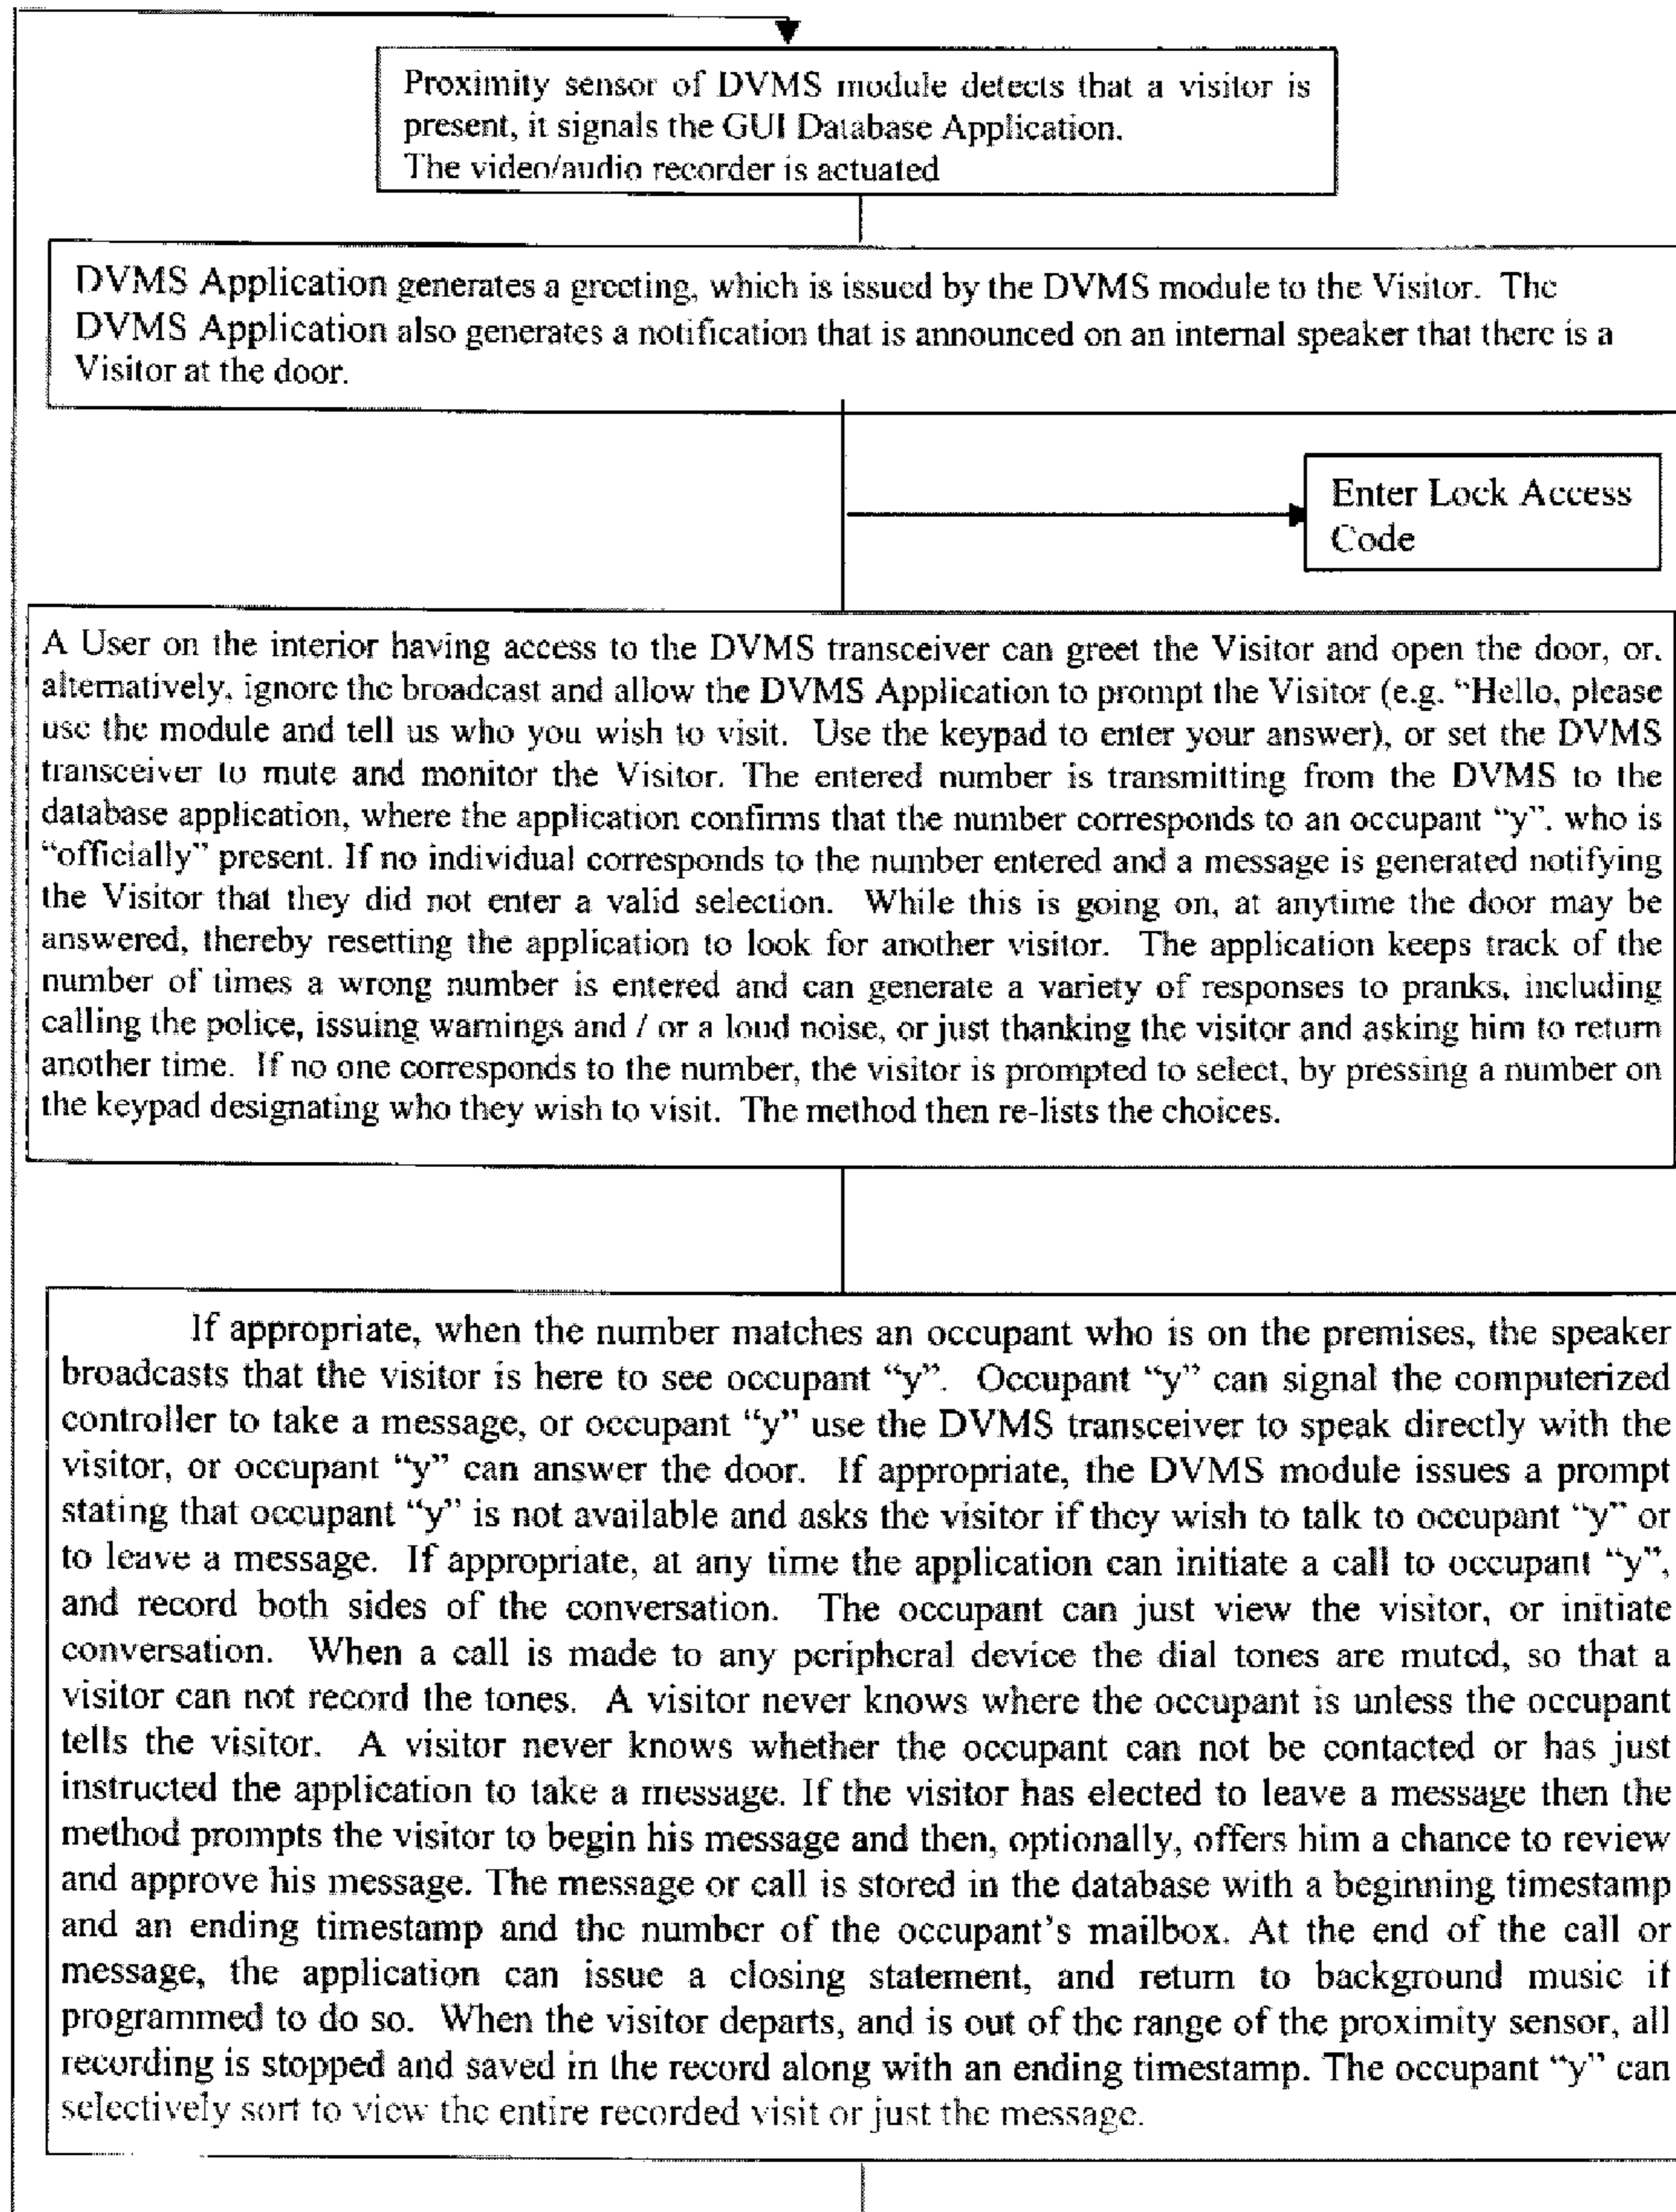 Proximity sensor of DVMS module detects that a visitor is
present, it signals the GUI Database Application.
The video/audio recorder is actuated
DVMS Application generates a greeting, which is issued by the DVMS module to the Visitor. The
DVMS Application also generates a notification that is announced on an internal speaker that there is a
Visitor at the door.
Enter Lock Access
Code
A User on the interior having access to the DVMS transceiver can greet the Visitor and open the door, or,
alternatively, ignore the broadcast and allow the DVMS Application to prompt the Visitor (e.g. “Hello, please
use the module and tell us who you wish to visit. Use the keypad to enter your answer), or set the DVMS
transceiver to mute and monitor the Visitor. The entered number is transmitting from the DVMS to the
database application, where the application confirms that the number corresponds to an occupant “y”. who is
“officially” present. If no individual corresponds to the number entered and a message is generated notifying
the Visitor that they did not enter a valid selection. While this is going on, at anytime the door may be
answered, thereby resetting the application to look for another visitor. The application keeps track of the
number of times a wrong number is entered and can generate a variety of responses to pranks, including
calling the police, issuing warnings and / or a loud noise, or just thanking the visitor and asking him to return
another time. If no one corresponds to the number, the visitor is prompted to select, by pressing a number on
the keypad designating who they wish to visit. The method then re-lists the choices.
If appropriate, when the number matches an occupant who is on the premises, the speaker
broadcasts that the visitor is here to see occupant “y”. Occupant “y” can signal the computerized
controller to take a message, or occupant “y” use the DVMS transceiver to speak directly with the
visitor, or occupant “y” can answer the door. If appropriate, the DVMS module issues a prompt
stating that occupant “y” is not available and asks the visitor if they wish to talk to occupant “y” or
to leave a message. If appropriate, at any time the application can initiate a call to occupant “y”,
and record both sides of the conversation. The occupant can just view the visitor, or initiate
conversation. When a call is made to any peripheral device the dial tones are muted, so that a
visitor can not record the tones. A visitor never knows where the occupant is unless the occupant
tells the visitor. A visitor never knows whether the occupant can not be contacted or has just
instructed the application to take a message. If the visitor has elected to leave a message then the
method prompts the visitor to begin his message and then, optionally, offers him a chance to review
and approve his message. The message or call is stored in the database with a beginning timestamp
and an ending timestamp and the number of the occupant's mailbox. At the end of the call or
message, the application can issue a closing statement, and return to background music if
programmed to do so. When the visitor departs, and is out of the range of the proximity sensor, all
recording is stopped and saved in the record along with an ending timestamp. The occupant “y” can
selectively sort to view the entire recorded visit or just the message.